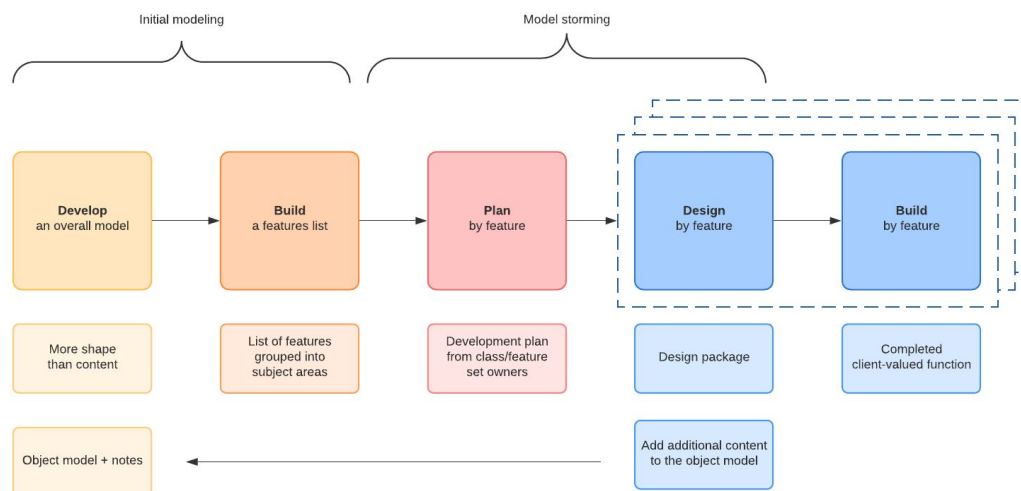 Initial modeling
Model storming
Develop
an overall model
Build
a features list
Plan
by feature
Design
by feature
Build
by feature
More shape
than content
List of features
grouped into
subject areas
Development plan
from class/feature
set owners
Design package
Completed
client-valued function
Object model + notes
Add additional content
to the object model